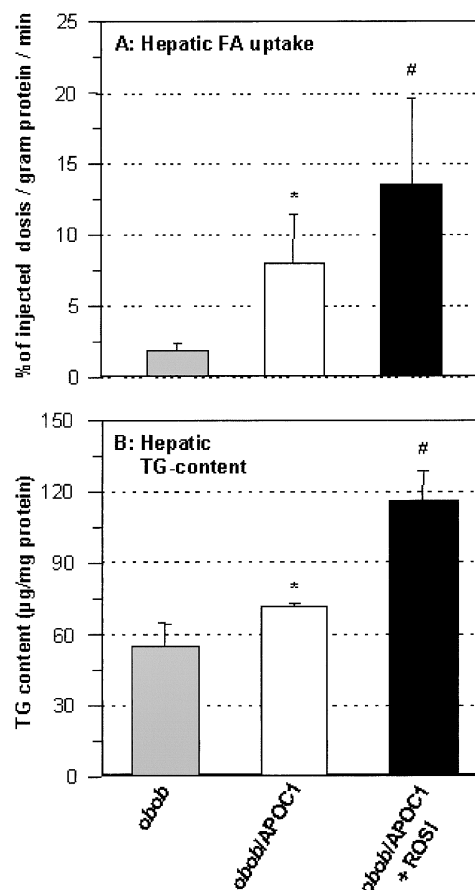 25
A: Hepatic FA uptake
#
20
15
*
10
5
0
% of injected dosis / gram protein / min
150
B: Hepatic
TG-content
#
120
90
*
60
30
0
TG content (µg/mg protein)
obob
obob/APOC1
obob/APOC1
+ ROSI